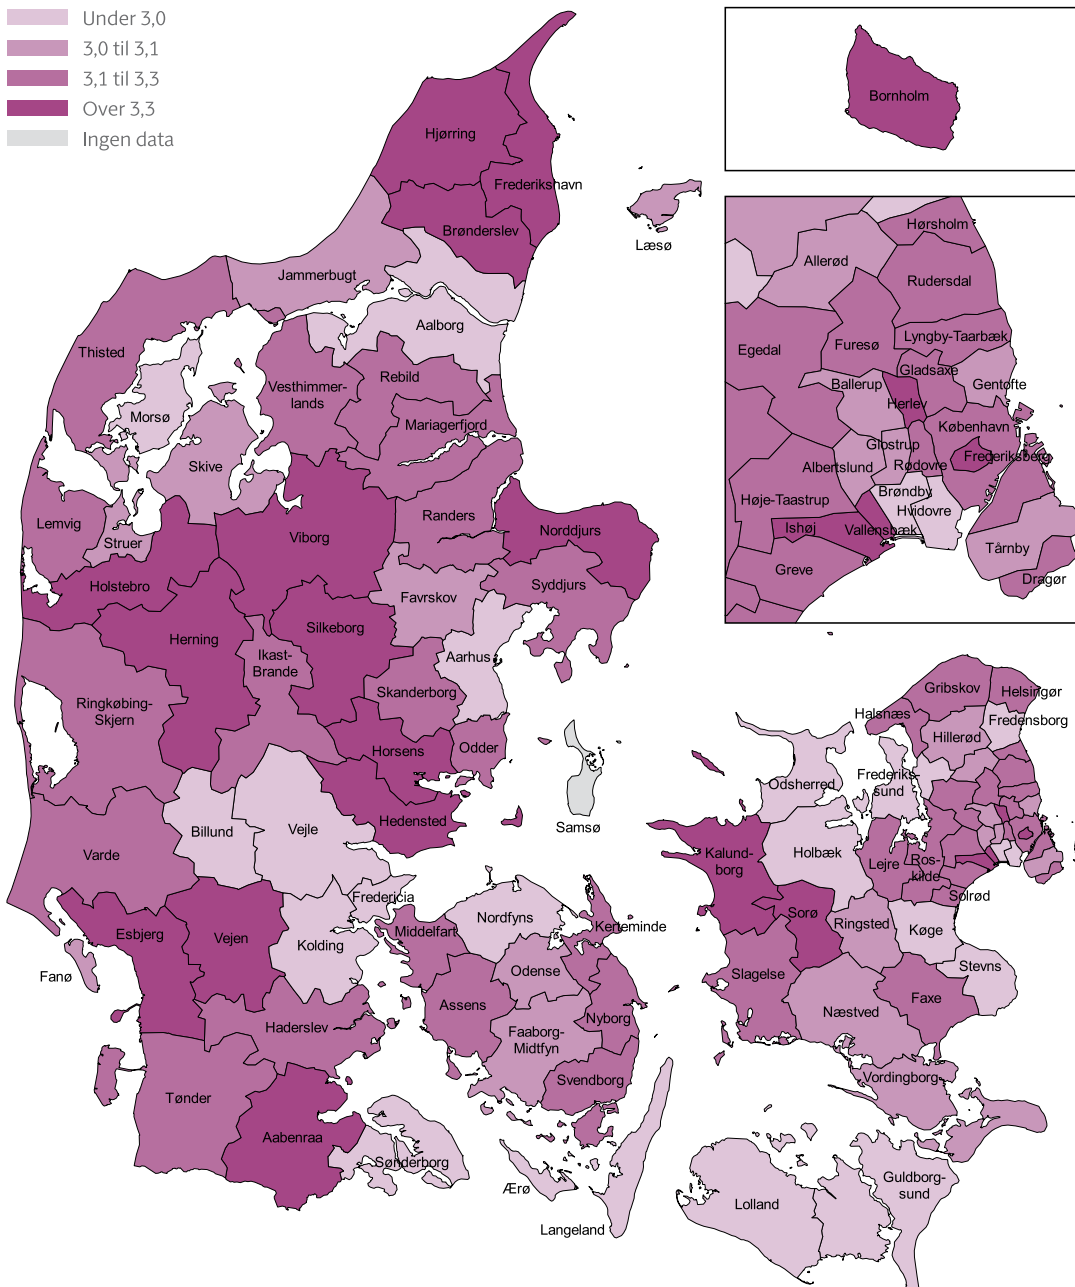 Under 3,0
3,0 til 3,1
3,1 til 3,3
Over 3,3
Ingen data
Bornholm
Hjørring
Frederikshavn
Brønderslev
Læsø
Jammerbugt
Aalborg
Thisted
Vesthimmer-
lands
Rebild
Morsø
Mariagerfjord
Skive
Lemvig
Struer
Viborg
Randers
Norddjurs
Holstebro
Favrskov
Syddjurs
Herning
Silkeborg
Ikast-
Brande
Aarhus
Skanderborg
Ringkøbing-
Skjern
Horsens
Odder
Samsø
Hedensted
Billund
Vejle
Varde
Fredericia
Esbjerg
Vejen
Kolding
Fanø
Haderslev
Tønder
Aabenraa
Sønderborg
Nordfyns
Middelfart
Kerteminde
Odense
Assens
Nyborg
Faaborg-
Midtfyn
Svendborg
Ærø
Langeland
Hørsholm
Allerød
Rudersdal
Egedal
Furesø
Lyngby-Taarbæk
Gladsaxe
Ballerup
Gentofte
Herlev
København
Glostrup
Frederiksberg
Albertslund
Rødovre
Brøndby
Høje-Taastrup
Hvidovre
Ishøj
Vallensbæk
Tårnby
Greve
Dragør
Gribskov
Helsingør
Halsnæs
Fredensborg
Hillerød
Odsherred
Frederiks-
sund
Kalund-
borg
Holbæk
Lejre
Ros-
kilde
Solrød
Sorø
Ringsted
Køge
Stevns
Slagelse
Næstved
Faxe
Vordingborg
Guldborg-
sund
Lolland